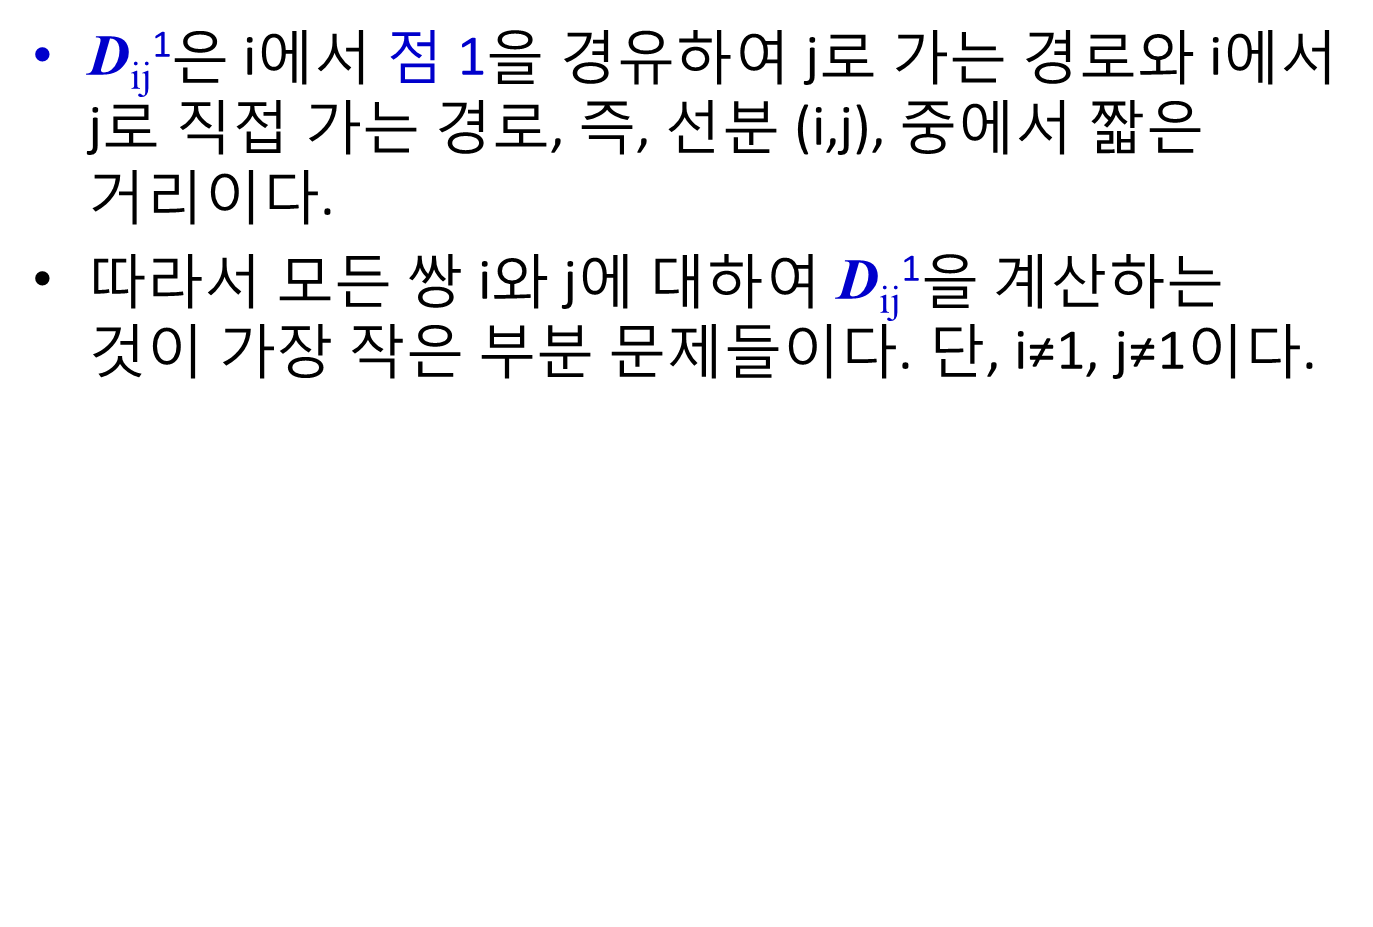 • Dᵢⱼ¹은 i에서 점 1을 경유하여 j로 가는 경로와 i에서
j로 직접 가는 경로, 즉, 선분 (i,j), 중에서 짧은
거리이다.
• 따라서 모든 쌍 i와 j에 대하여 Dᵢⱼ¹을 계산하는
것이 가장 작은 부분 문제들이다. 단, i≠1, j≠1이다.